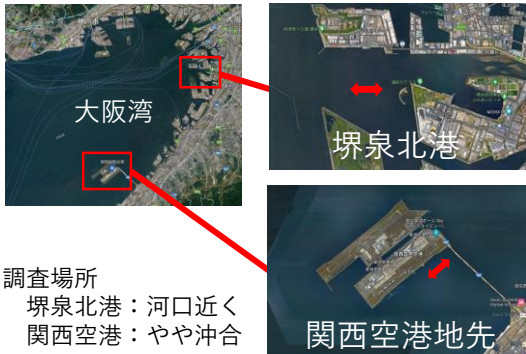 大阪湾
堺泉北港
関西空港地先
調査場所
堺泉北港：河口近く
関西空港：やや沖合